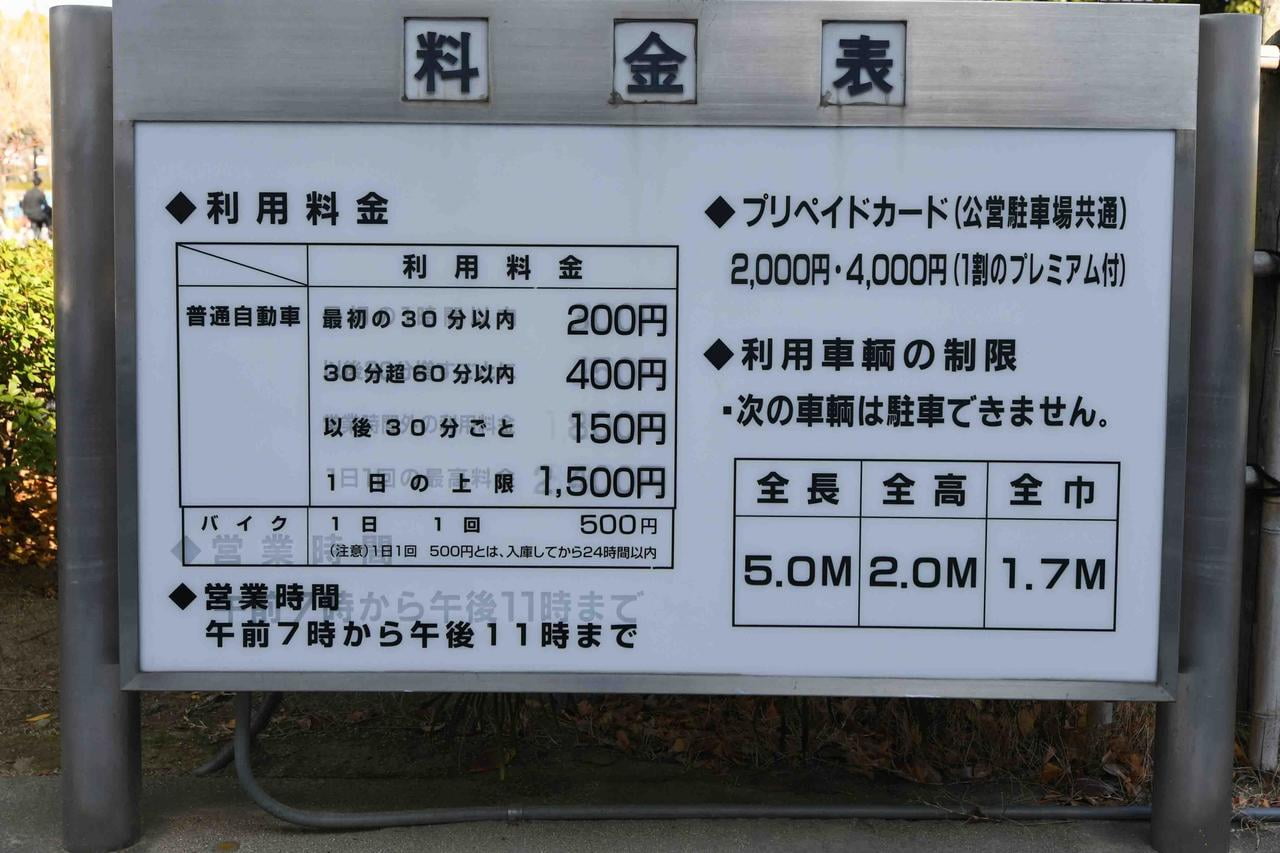 料金表
◆利用料金
利用料金
普通自動車 最初の30分以内 200円
30分超60分以内 400円
以後30分ごと 150円
1日の上限 1,500円
バイク 1日 1回 500円
(注意)1日1回 500円とは、入庫してから24時間以内
◆営業時間
午前7時から午後11時まで
◆プリペイドカード(公営駐車場共通)
2,000円・4,000円(1割のプレミアム付)
◆利用車輌の制限
・次の車輌は駐車できません。
全長 全高 全巾
5.0M 2.0M 1.7M